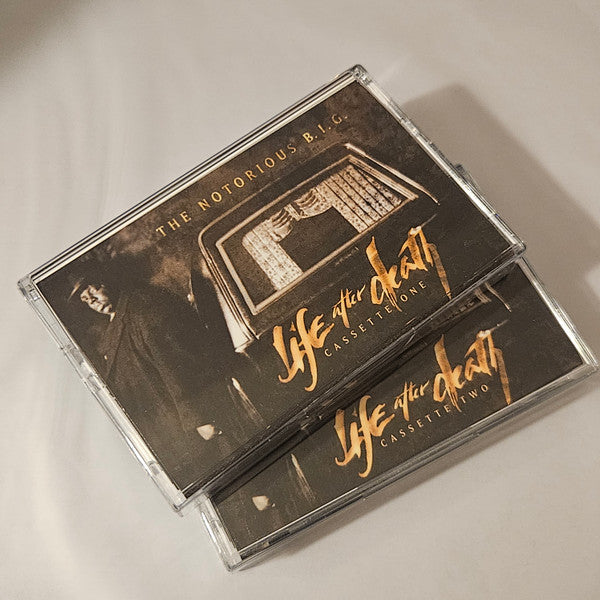 THE NOTORIOUS B.I.G.
Life after death
CASSETTE ONE
Life after death
CASSETTE TWO